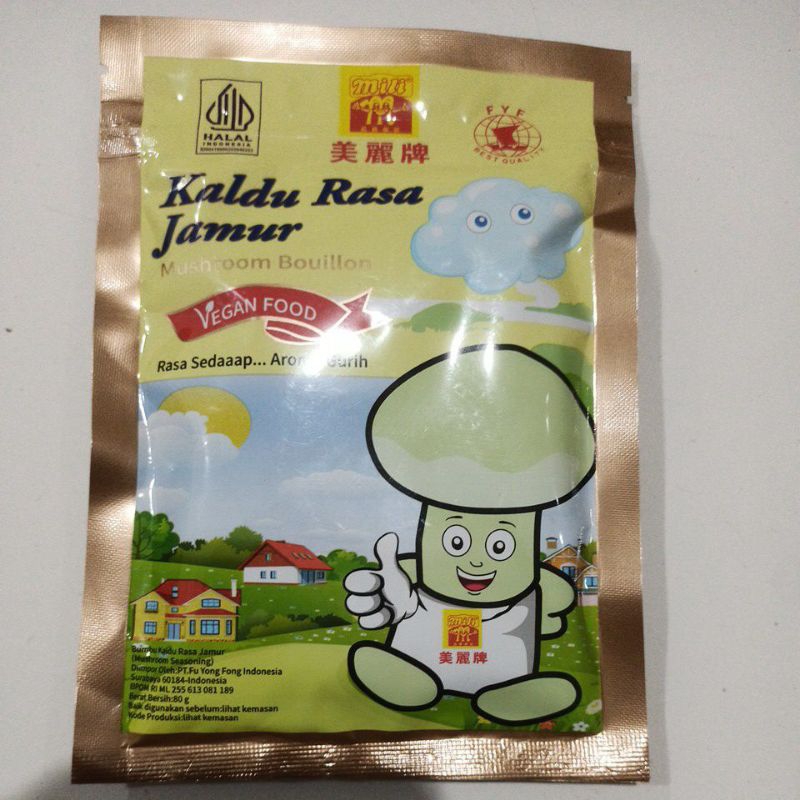 HALAL
INDONESIA
mili
美麗牌
FYF
BEST QUALITY
Kaldu Rasa
Jamur
Mushroom Bouillon
VEGAN FOOD
Rasa Sedaaap... Aroma Gurih
mili
美麗牌
Bumbu Kaldu Rasa Jamur
(Mushroom Seasoning)
Diimpor Oleh:PT.Fu Yong Fong Indonesia
Surabaya 60184-Indonesia
BPOM RI ML 255 613 081 189
Berat Bersih:80 g
Baik digunakan sebelum:lihat kemasan
Kode Produksi:lihat kemasan